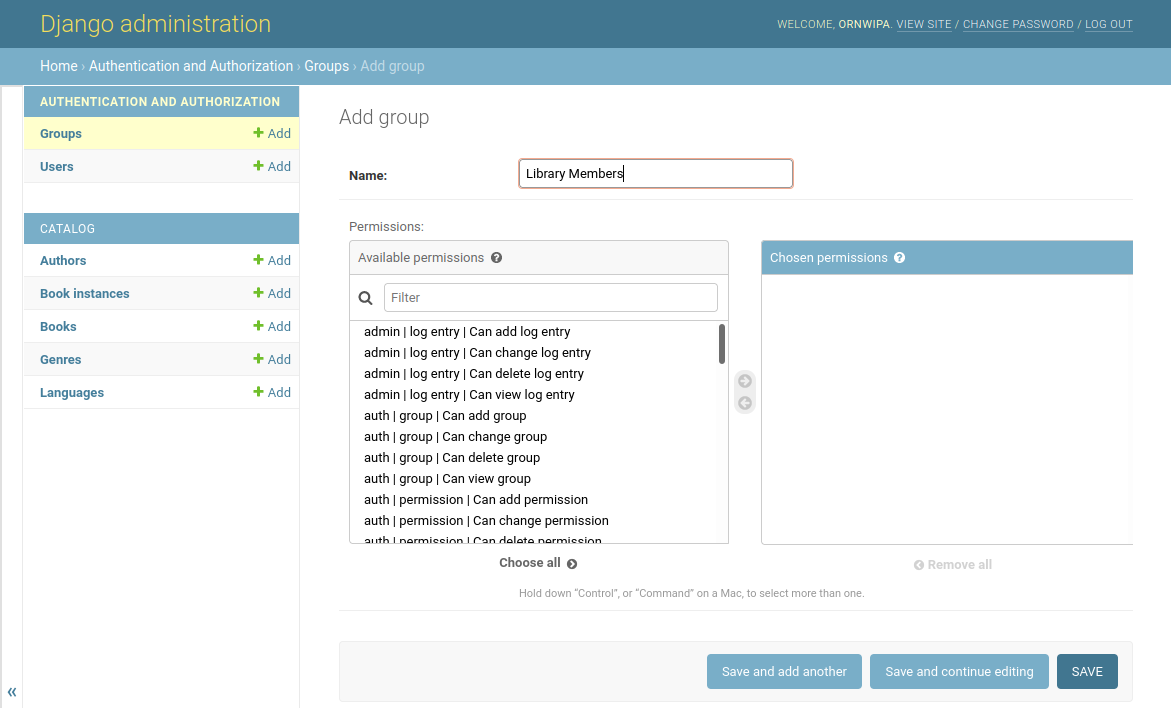 Django administration
WELCOME, ORNWIPA. VIEW SITE / CHANGE PASSWORD / LOG OUT
Home › Authentication and Authorization › Groups › Add group
AUTHENTICATION AND AUTHORIZATION
Groups + Add
Users + Add
CATALOG
Authors + Add
Book instances + Add
Books + Add
Genres + Add
Languages + Add
«
Add group
Name: Library Members
Permissions:
Available permissions ?
Filter
admin | log entry | Can add log entry
admin | log entry | Can change log entry
admin | log entry | Can delete log entry
admin | log entry | Can view log entry
auth | group | Can add group
auth | group | Can change group
auth | group | Can delete group
auth | group | Can view group
auth | permission | Can add permission
auth | permission | Can change permission
auth | permission | Can delete permission
Choose all
Chosen permissions ?
Remove all
Hold down “Control”, or “Command” on a Mac, to select more than one.
Save and add another
Save and continue editing
SAVE